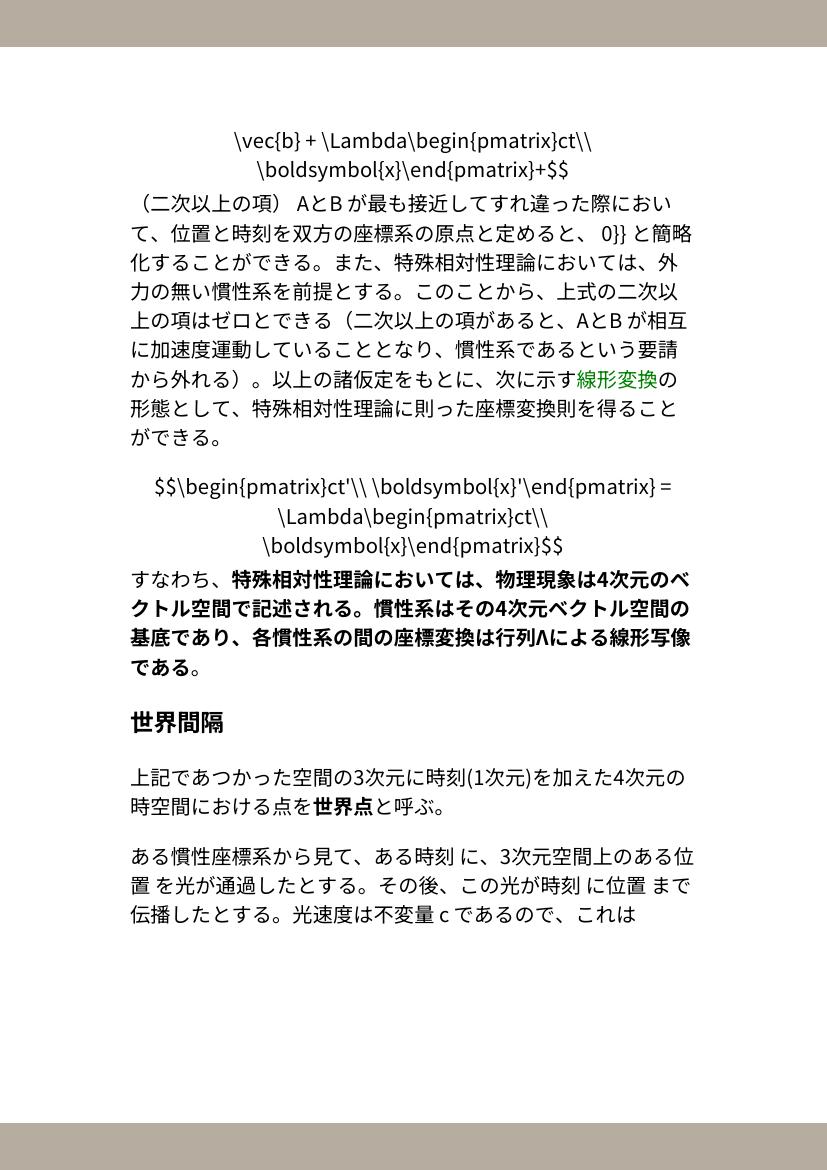 \vec{b} + \Lambda\begin{pmatrix}ct\\
\boldsymbol{x}\end{pmatrix}+$$
（二次以上の項） AとB が最も接近してすれ違った際におい
て、位置と時刻を双方の座標系の原点と定めると、 0}} と簡略
化することができる。また、特殊相対性理論においては、外
力の無い慣性系を前提とする。このことから、上式の二次以
上の項はゼロとできる（二次以上の項があると、AとB が相互
に加速度運動していることとなり、慣性系であるという要請
から外れる）。以上の諸仮定をもとに、次に示す線形変換の
形態として、特殊相対性理論に則った座標変換則を得ること
ができる。
$$\begin{pmatrix}ct'\\ \boldsymbol{x}'\end{pmatrix} =
\Lambda\begin{pmatrix}ct\\
\boldsymbol{x}\end{pmatrix}$$
すなわち、特殊相対性理論においては、物理現象は4次元のベ
クトル空間で記述される。慣性系はその4次元ベクトル空間の
基底であり、各慣性系の間の座標変換は行列Λによる線形写像
である。
世界間隔
上記であつかった空間の3次元に時刻(1次元)を加えた4次元の
時空間における点を世界点と呼ぶ。
ある慣性座標系から見て、ある時刻 に、3次元空間上のある位
置 を光が通過したとする。その後、この光が時刻 に位置 まで
伝播したとする。光速度は不変量 c であるので、これは